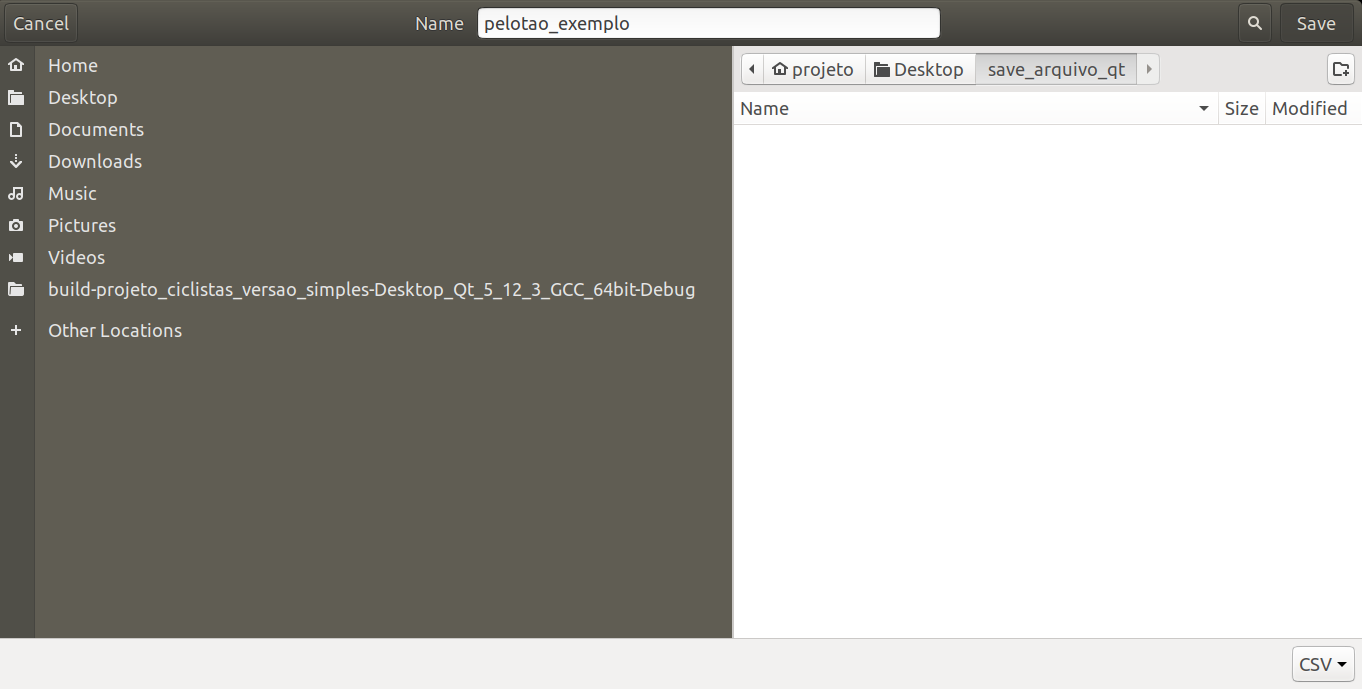 Cancel Name pelotao_exemplo Save
Home
Desktop
Documents
Downloads
Music
Pictures
Videos
build-projeto_ciclistas_versao_simples-Desktop_Qt_5_12_3_GCC_64bit-Debug
Other Locations
projeto Desktop save_arquivo_qt
Name Size Modified
CSV